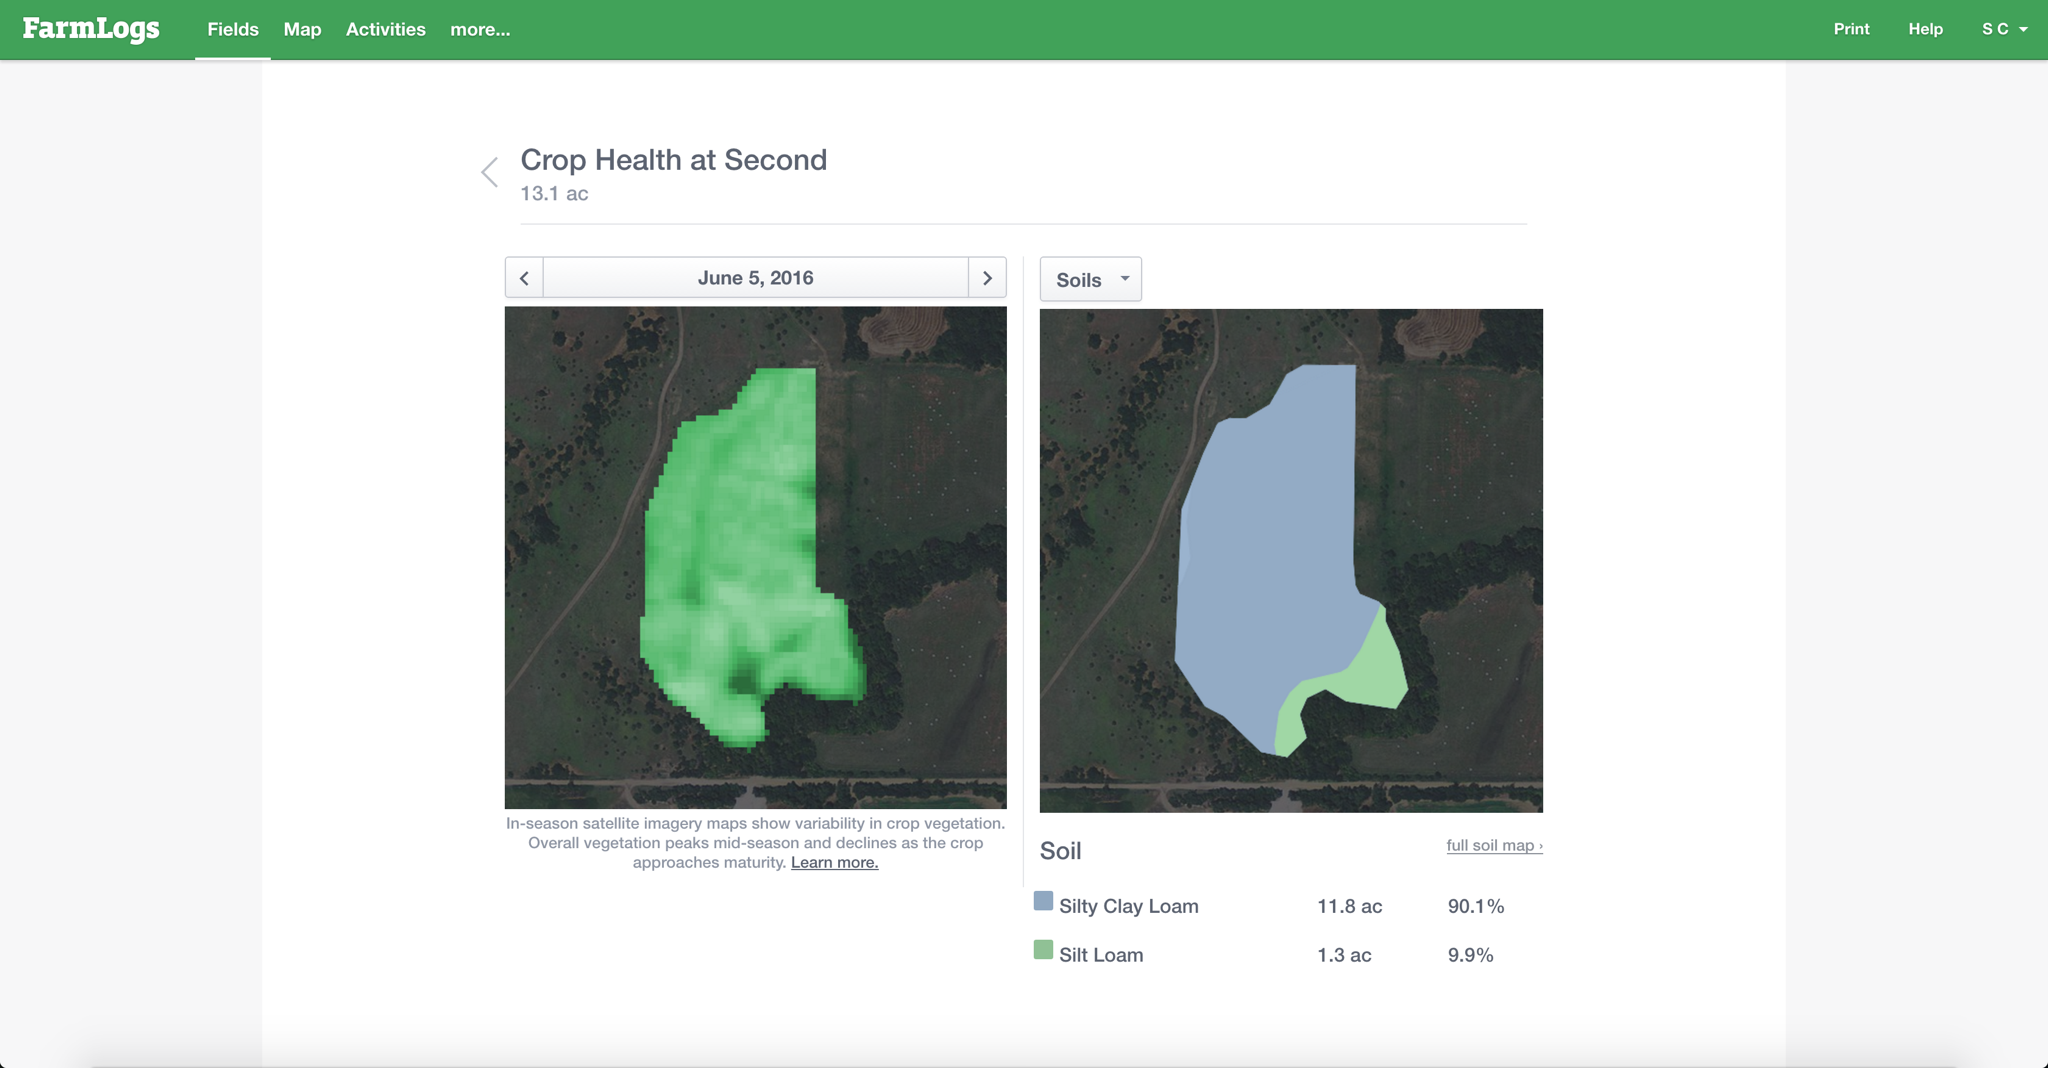 FarmLogs Fields Map Activities more... Print Help S C
Crop Health at Second
13.1 ac
June 5, 2016
Soils
In-season satellite imagery maps show variability in crop vegetation.
Overall vegetation peaks mid-season and declines as the crop
approaches maturity. Learn more.
Soil full soil map ›
Silty Clay Loam 11.8 ac 90.1%
Silt Loam 1.3 ac 9.9%